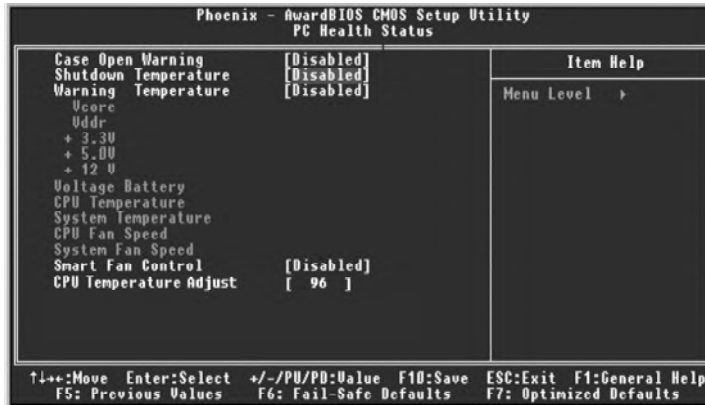 Phoenix - AwardBIOS CMOS Setup Utility
PC Health Status
Case Open Warning [Disabled]
Shutdown Temperature [Disabled]
Warning Temperature [Disabled]
Vcore
Vddr
+ 3.3V
+ 5.0V
+ 12 V
Voltage Battery
CPU Temperature
System Temperature
CPU Fan Speed
System Fan Speed
Smart Fan Control [Disabled]
CPU Temperature Adjust [ 96 ]
Item Help
Menu Level ▸
↑↓→←:Move Enter:Select +/-/PU/PD:Value F10:Save ESC:Exit F1:General Help
F5: Previous Values F6: Fail-Safe Defaults F7: Optimized Defaults